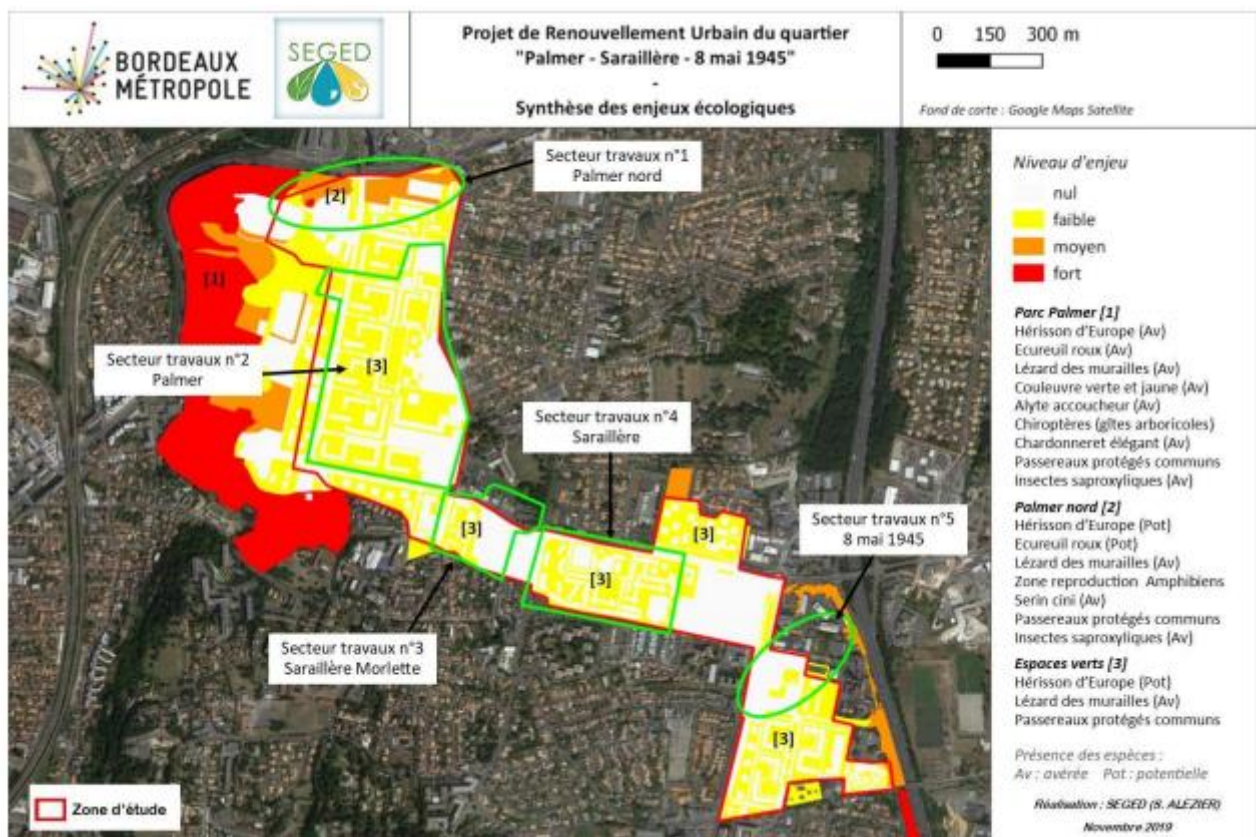 BORDEAUX
MÉTROPOLE
SEGED
Projet de Renouvellement Urbain du quartier
"Palmer - Saraillère - 8 mai 1945"
-
Synthèse des enjeux écologiques
0 150 300 m
Fond de carte : Google Maps Satellite
Secteur travaux n°1
Palmer nord
[2]
[1]
Secteur travaux n°2
Palmer
[3]
Secteur travaux n°4
Saraillère
[3]
[3]
[3]
Secteur travaux n°5
8 mai 1945
Secteur travaux n°3
Saraillère Morlette
[3]
Zone d'étude
Niveau d'enjeu
nul
faible
moyen
fort
Parc Palmer [1]
Hérisson d'Europe (Av)
Ecureuil roux (Av)
Lézard des murailles (Av)
Couleuvre verte et jaune (Av)
Alyte accoucheur (Av)
Chiroptères (gîtes arboricoles)
Chardonneret élégant (Av)
Passereaux protégés communs
Insectes saproxyliques (Av)
Palmer nord [2]
Hérisson d'Europe (Pot)
Ecureuil roux (Pot)
Lézard des murailles (Av)
Zone reproduction Amphibiens
Serin cini (Av)
Passereaux protégés communs
Insectes saproxyliques (Av)
Espaces verts [3]
Hérisson d'Europe (Pot)
Lézard des murailles (Av)
Passereaux protégés communs
Présence des espèces :
Av : avérée Pot : potentielle
Réalisation : SEGED (S. ALEZIER)
Novembre 2019